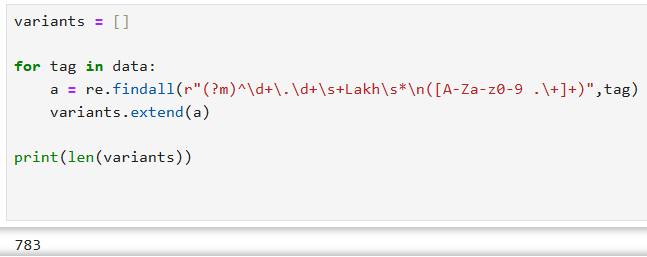 variants = []
for tag in data:
    a = re.findall(r"(?m)^\d+\.\d+\s+Lakh\s*\n([A-Za-z0-9 .\+]+)",tag)
    variants.extend(a)
print(len(variants))
783